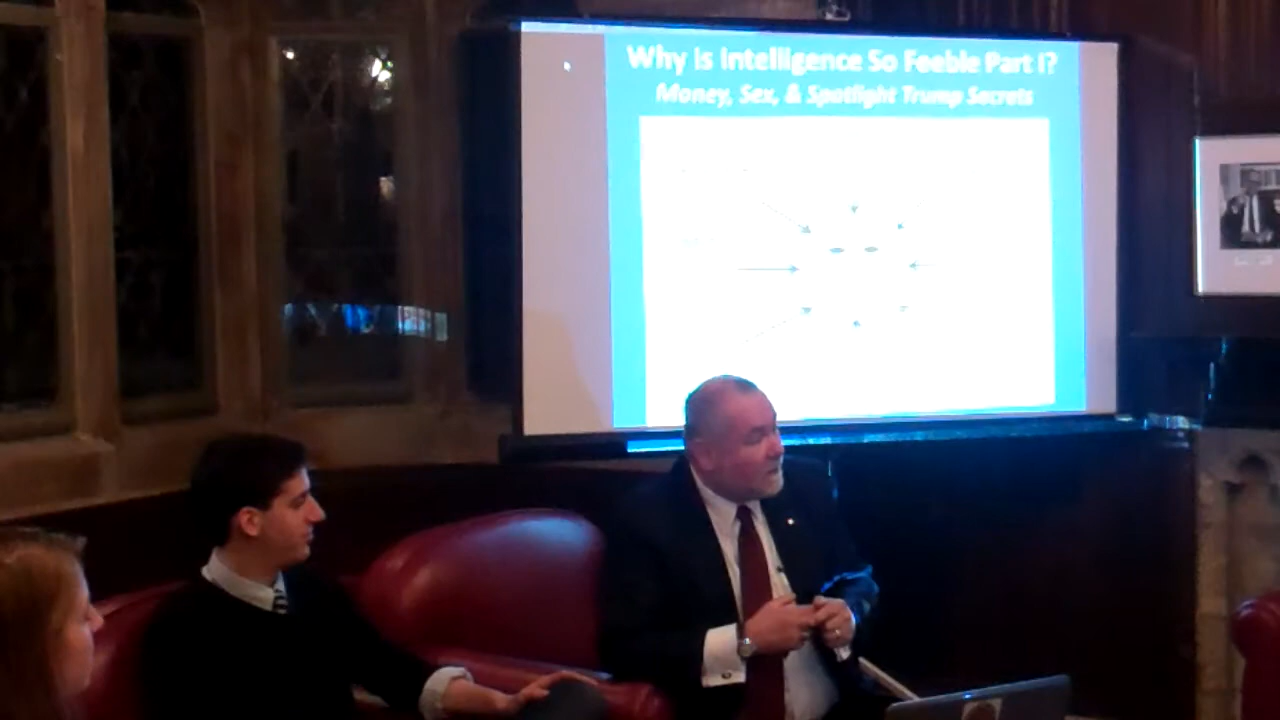 Why Is Intelligence So Feeble Part I?
Money, Sex, & Spotlight Trump Secrets